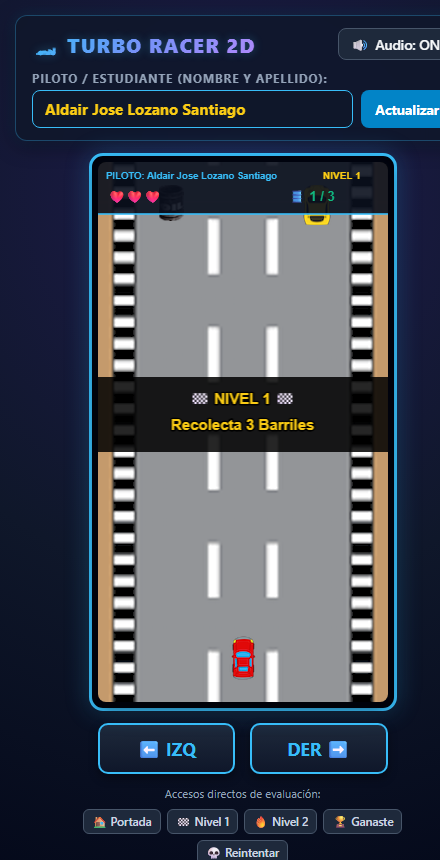 TURBO RACER 2D
Audio: ON
PILOTO / ESTUDIANTE (NOMBRE Y APELLIDO):
Aldair Jose Lozano Santiago
Actualizar
PILOTO: Aldair Jose Lozano Santiago NIVEL 1
1 / 3
NIVEL 1
Recolecta 3 Barriles
IZQ
DER
Accesos directos de evaluación:
Portada
Nivel 1
Nivel 2
Ganaste
Reintentar